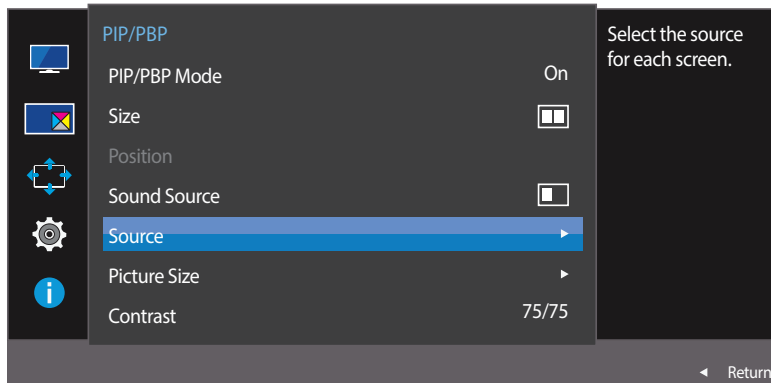 PIP/PBP
PIP/PBP Mode On
Size
Position
Sound Source
Source
Picture Size
Contrast 75/75
Select the source
for each screen.
Return